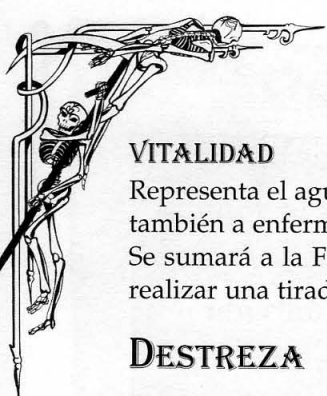 VITALIDAD
Representa el agu
también a enferm
Se sumará a la F
realizar una tirad
DESTREZA